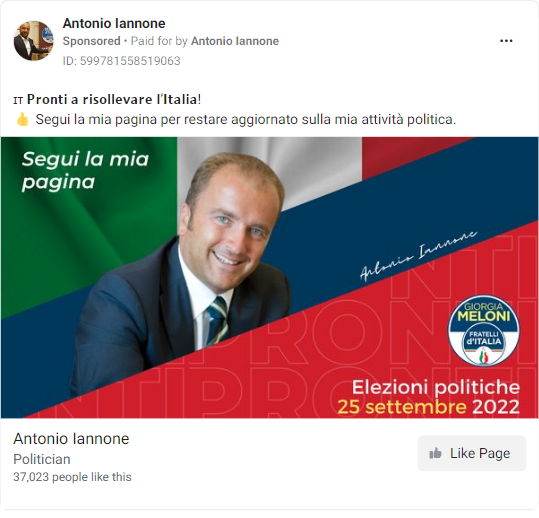 Antonio Iannone
Sponsored • Paid for by Antonio Iannone
ID: 599781558519063
IT Pronti a risollevare l'Italia!
👍 Segui la mia pagina per restare aggiornato sulla mia attività politica.
Segui la mia
pagina
Antonio Iannone
PRONTI
PRONTI
NTIPRONTI
GIORGIA
MELONI
FRATELLI
d'ITALIA
Elezioni politiche
25 settembre 2022
Antonio Iannone
Politician
37,023 people like this
Like Page